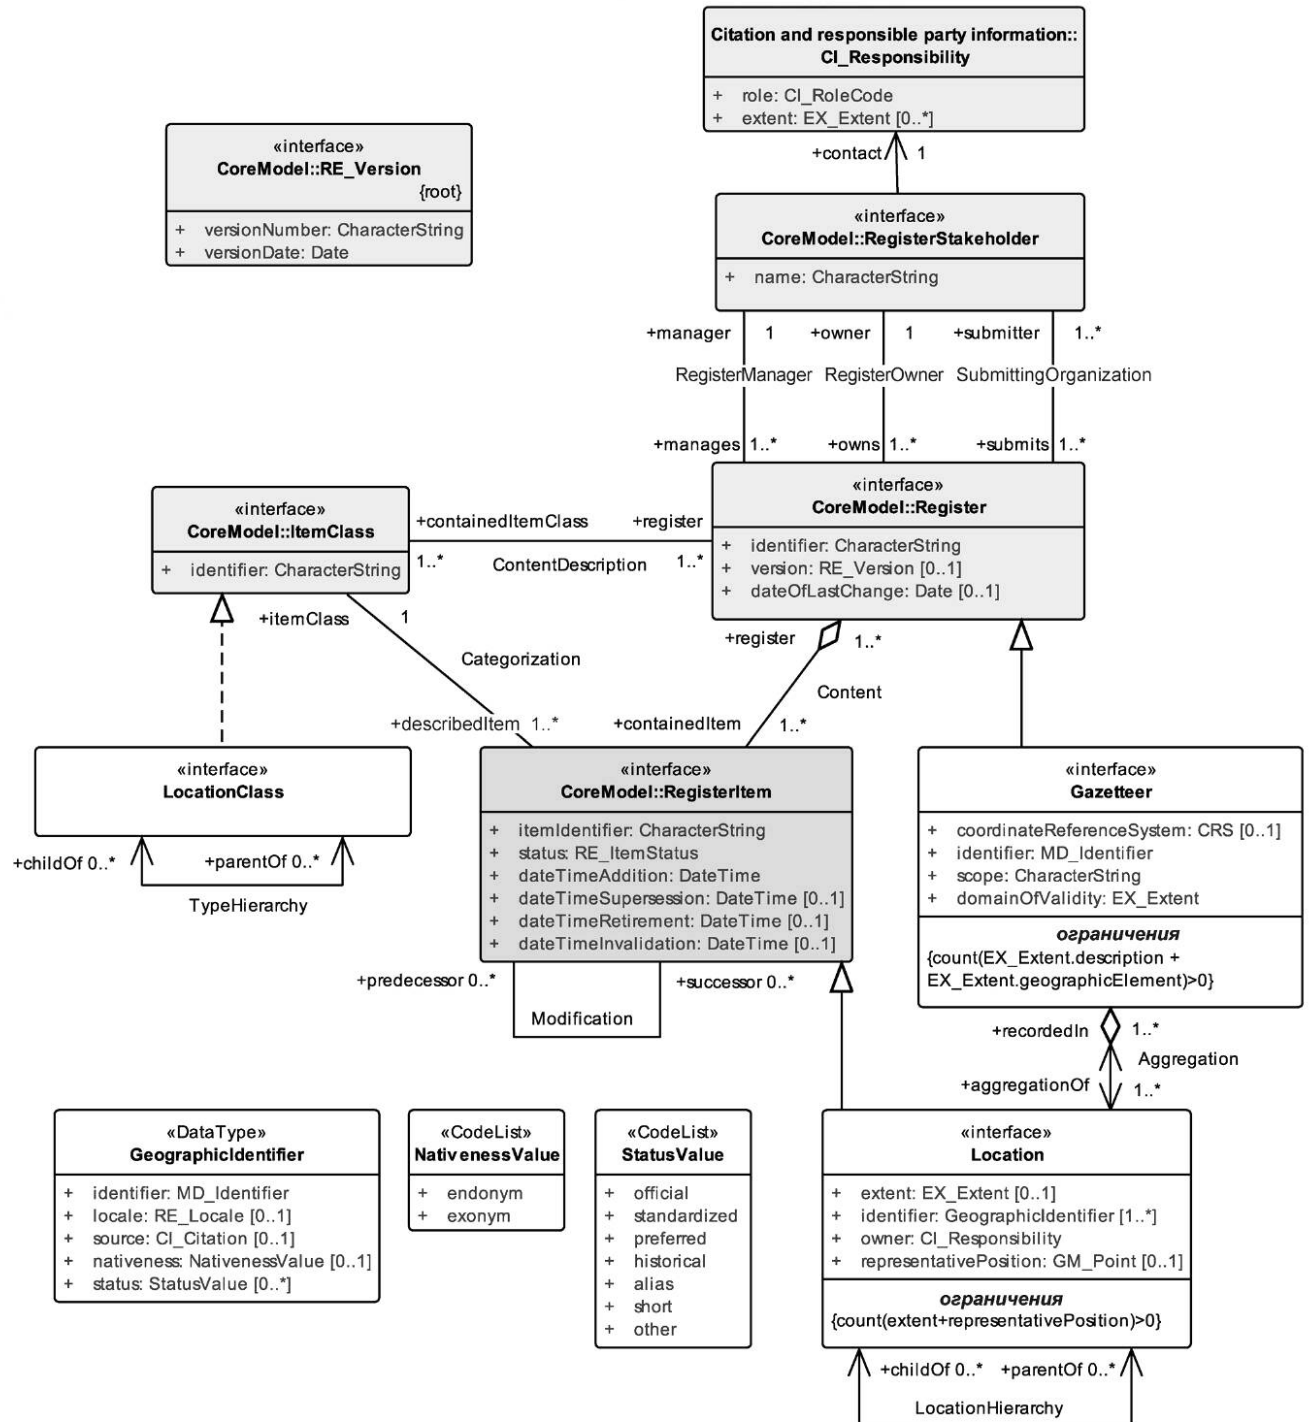 Citation and responsible party information::
CI_Responsibility
+ role: CI_RoleCode
+ extent: EX_Extent [0..*]
+contact 1
«interface»
CoreModel::RE_Version
{root}
+ versionNumber: CharacterString
+ versionDate: Date
«interface»
CoreModel::RegisterStakeholder
+ name: CharacterString
+manager 1 +owner 1 +submitter 1..*
RegisterManager RegisterOwner SubmittingOrganization
+manages 1..* +owns 1..* +submits 1..*
«interface»
CoreModel::ItemClass
+ identifier: CharacterString
+containedItemClass +register
1..* ContentDescription 1..*
«interface»
CoreModel::Register
+ identifier: CharacterString
+ version: RE_Version [0..1]
+ dateOfLastChange: Date [0..1]
+itemClass 1
Categorization
+describedItem 1..*
+register 1..*
Content
+containedItem 1..*
«interface»
LocationClass
+childOf 0..* +parentOf 0..*
TypeHierarchy
«interface»
CoreModel::RegisterItem
+ itemIdentifier: CharacterString
+ status: RE_ItemStatus
+ dateTimeAddition: DateTime
+ dateTimeSupersession: DateTime [0..1]
+ dateTimeRetirement: DateTime [0..1]
+ dateTimeInvalidation: DateTime [0..1]
+predecessor 0..* +successor 0..*
Modification
«interface»
Gazetteer
+ coordinateReferenceSystem: CRS [0..1]
+ identifier: MD_Identifier
+ scope: CharacterString
+ domainOfValidity: EX_Extent
ограничения
{count(EX_Extent.description +
EX_Extent.geographicElement)>0}
+recordedIn 1..*
Aggregation
+aggregationOf 1..*
«DataType»
GeographicIdentifier
+ identifier: MD_Identifier
+ locale: RE_Locale [0..1]
+ source: CI_Citation [0..1]
+ nativeness: NativenessValue [0..1]
+ status: StatusValue [0..*]
«CodeList»
NativenessValue
+ endonym
+ exonym
«CodeList»
StatusValue
+ official
+ standardized
+ preferred
+ historical
+ alias
+ short
+ other
«interface»
Location
+ extent: EX_Extent [0..1]
+ identifier: GeographicIdentifier [1..*]
+ owner: CI_Responsibility
+ representativePosition: GM_Point [0..1]
ограничения
{count(extent+representativePosition)>0}
+childOf 0..* +parentOf 0..*
LocationHierarchy